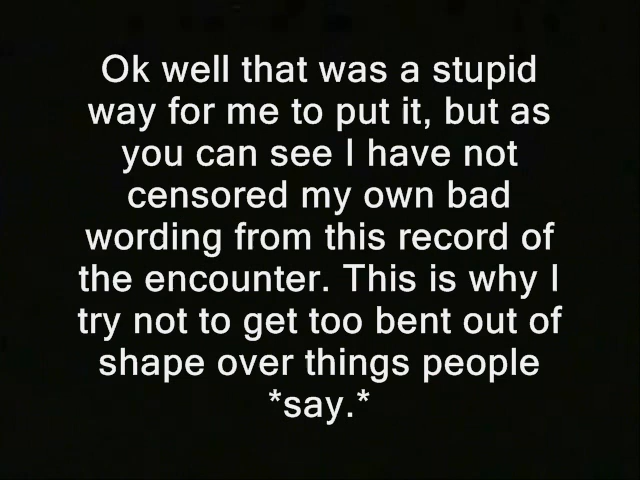 Ok well that was a stupid
way for me to put it, but as
you can see I have not
censored my own bad
wording from this record of
the encounter. This is why I
try not to get too bent out of
shape over things people
*say.*